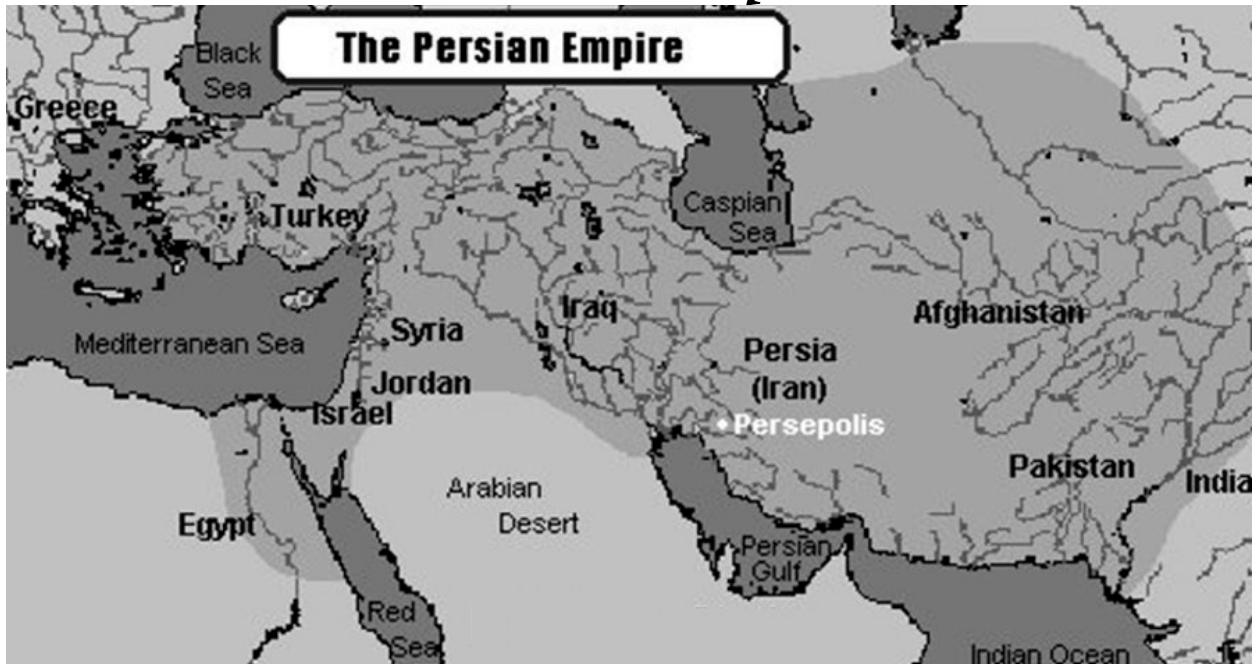 The Persian Empire
Black
Sea
Greece
Turkey
Caspian
Sea
Afghanistan
Iraq
Syria
Mediterranean Sea
Persia
(Iran)
Jordan
Israel
Persepolis
Pakistan
India
Arabian
Desert
Egypt
Persian
Gulf
Red
Sea
Indian Ocean